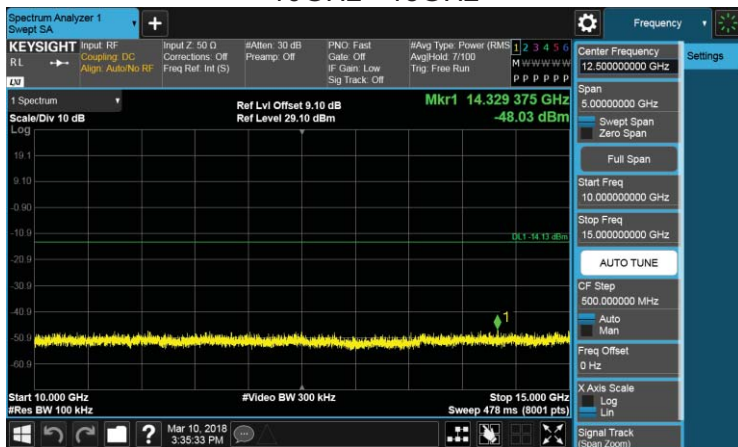 Spectrum Analyzer 1
Swept SA
Frequency
KEYSIGHT
RL
LXI
Input: RF
Coupling: DC
Align: Auto/No RF
Input Z: 50 Ω
Corrections: Off
Freq Ref: Int (S)
#Atten: 30 dB
Preamp: Off
PNO: Fast
Gate: Off
IF Gain: Low
Sig Track: Off
#Avg Type: Power (RMS
Avg|Hold: 7/100
Trig: Free Run
1 2 3 4 5 6
M W W W W W
P P P P P P
1 Spectrum
Scale/Div 10 dB
Log
Ref Lvl Offset 9.10 dB
Ref Level 29.10 dBm
Mkr1 14.329 375 GHz
-48.03 dBm
19.1
9.10
-0.90
-10.9
-20.9
-30.9
-40.9
-50.9
-60.9
DL1 -14.13 dBm
1
Start 10.000 GHz
#Res BW 100 kHz
#Video BW 300 kHz
Stop 15.000 GHz
Sweep 478 ms (8001 pts)
Mar 10, 2018
3:35:33 PM
Center Frequency
12.500000000 GHz
Settings
Span
5.00000000 GHz
Swept Span
Zero Span
Full Span
Start Freq
10.000000000 GHz
Stop Freq
15.000000000 GHz
AUTO TUNE
CF Step
500.000000 MHz
Auto
Man
Freq Offset
0 Hz
X Axis Scale
Log
Lin
Signal Track
(Span Zoom)